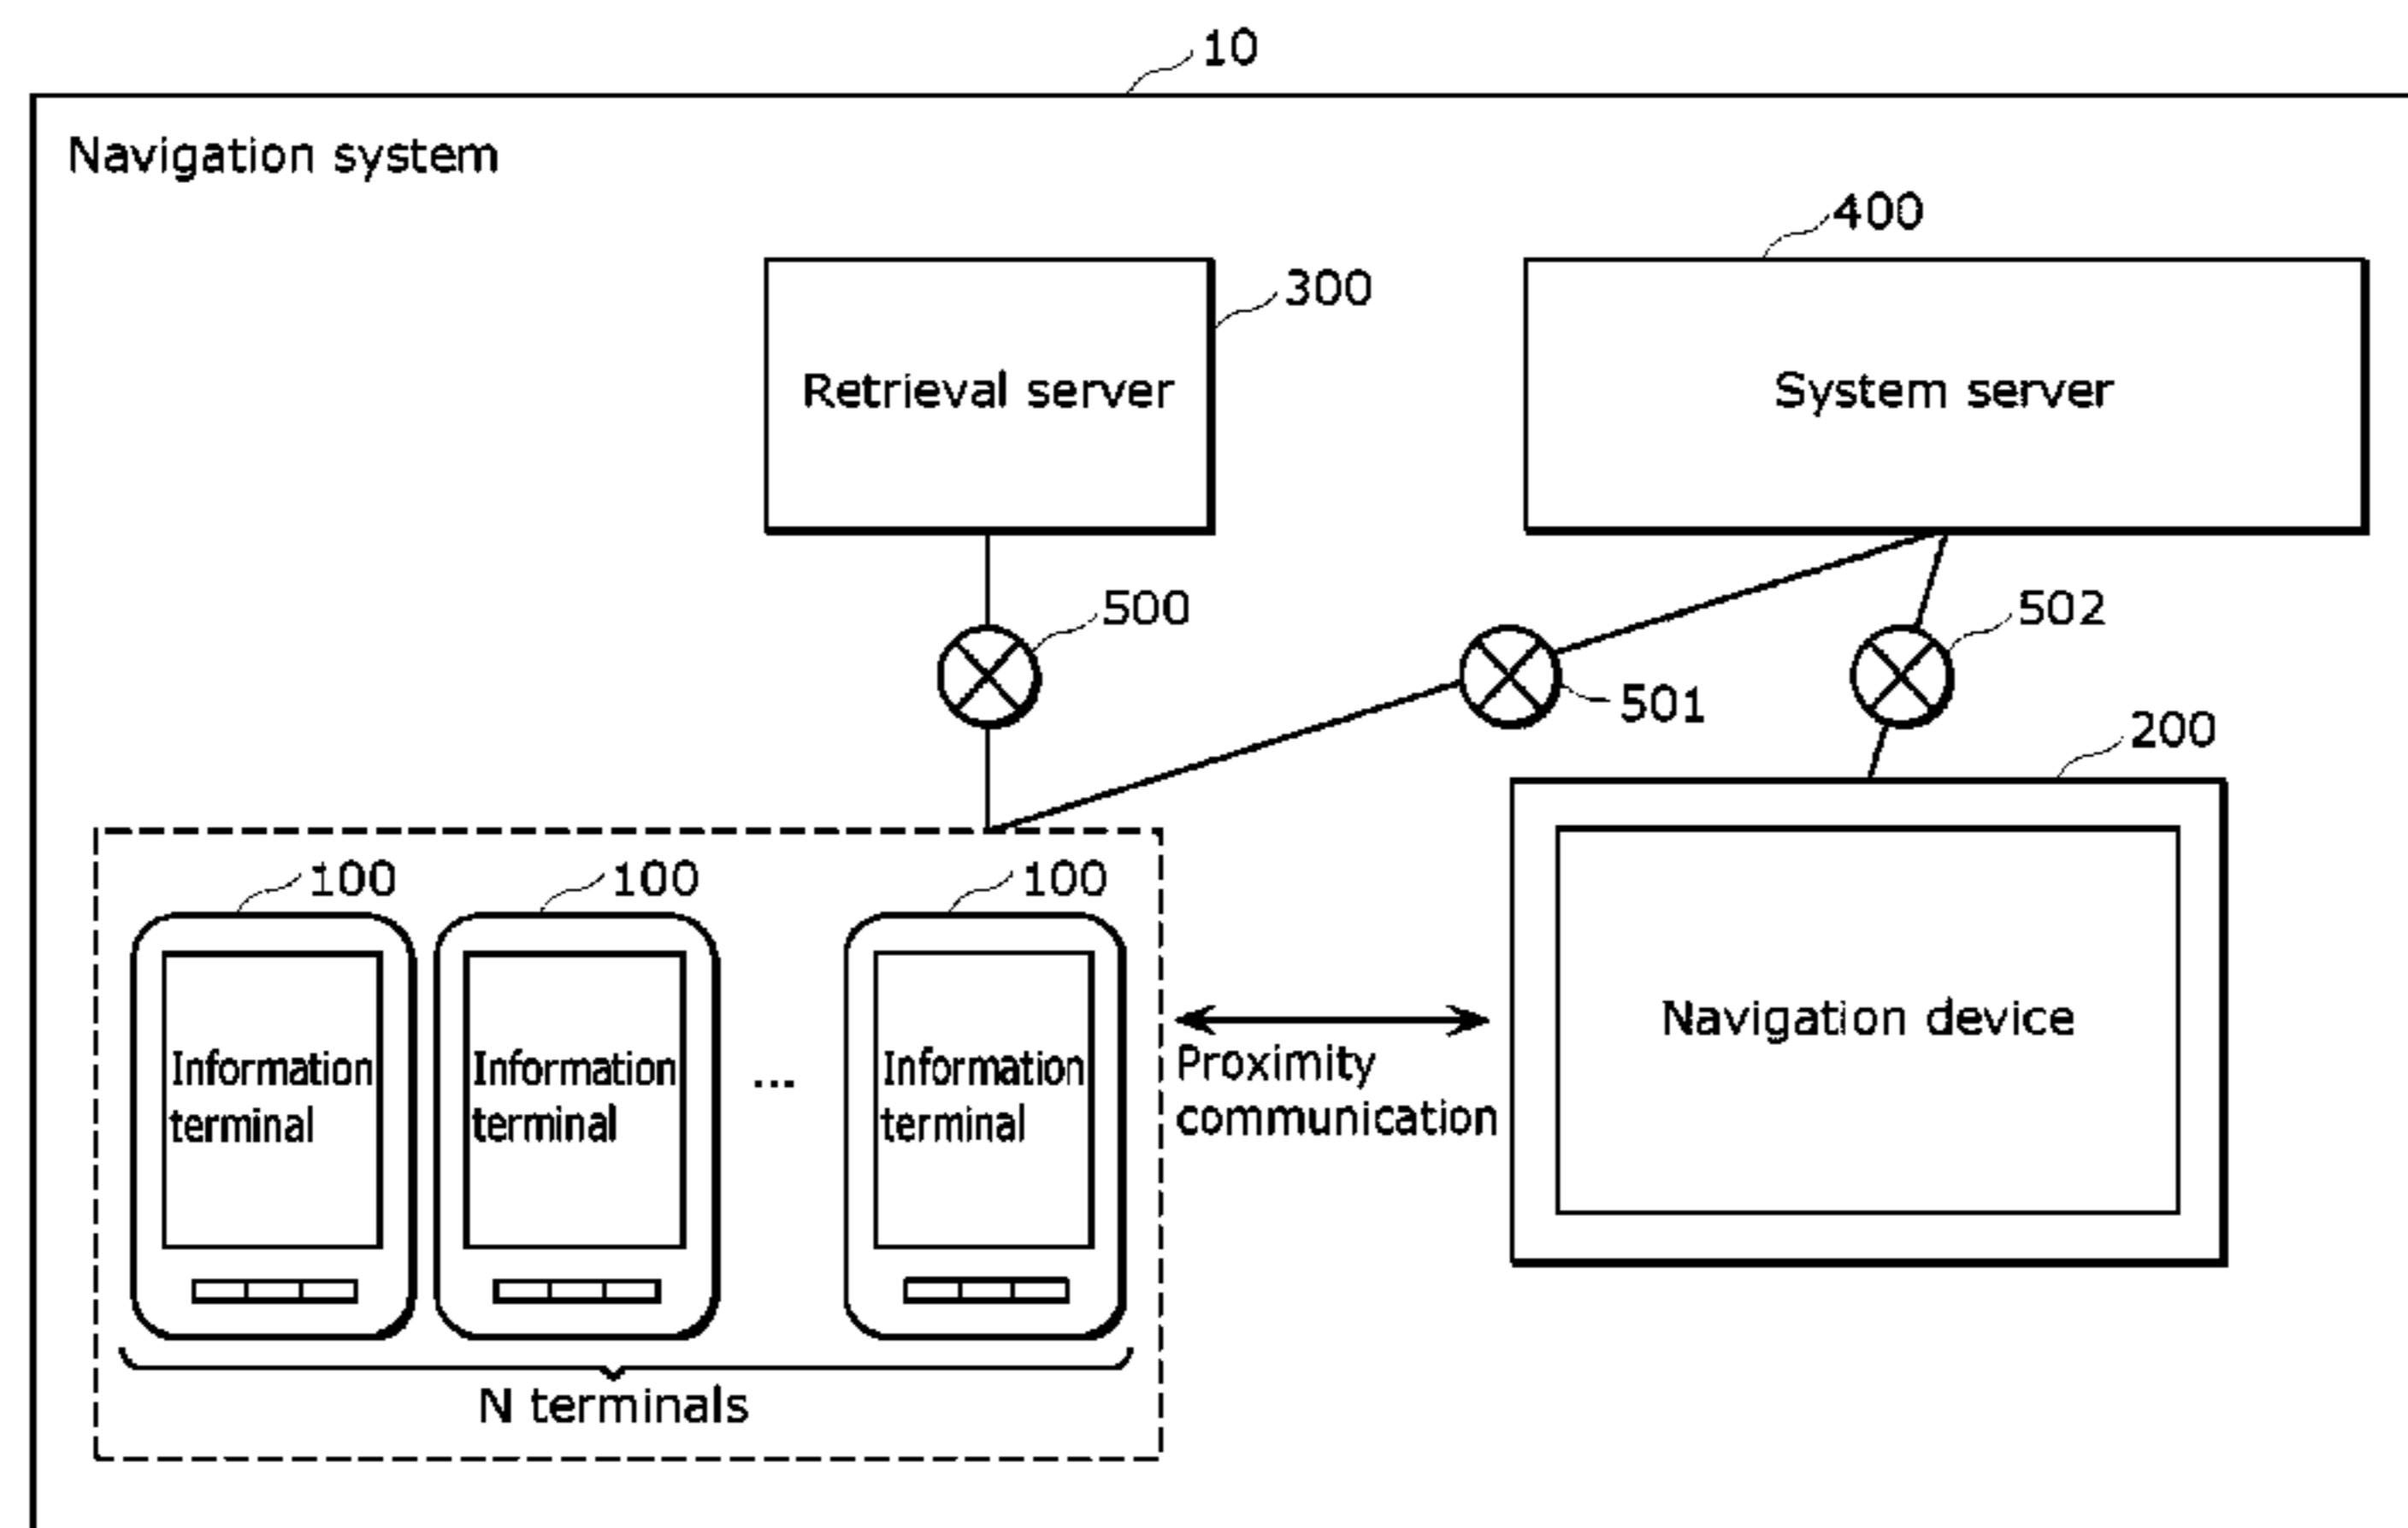 10
Navigation system
400
300
Retrieval server
System server
500
502
501
200
100
100
100
Information
terminal
Information
terminal
...
Information
terminal
Proximity
communication
Navigation device
N terminals